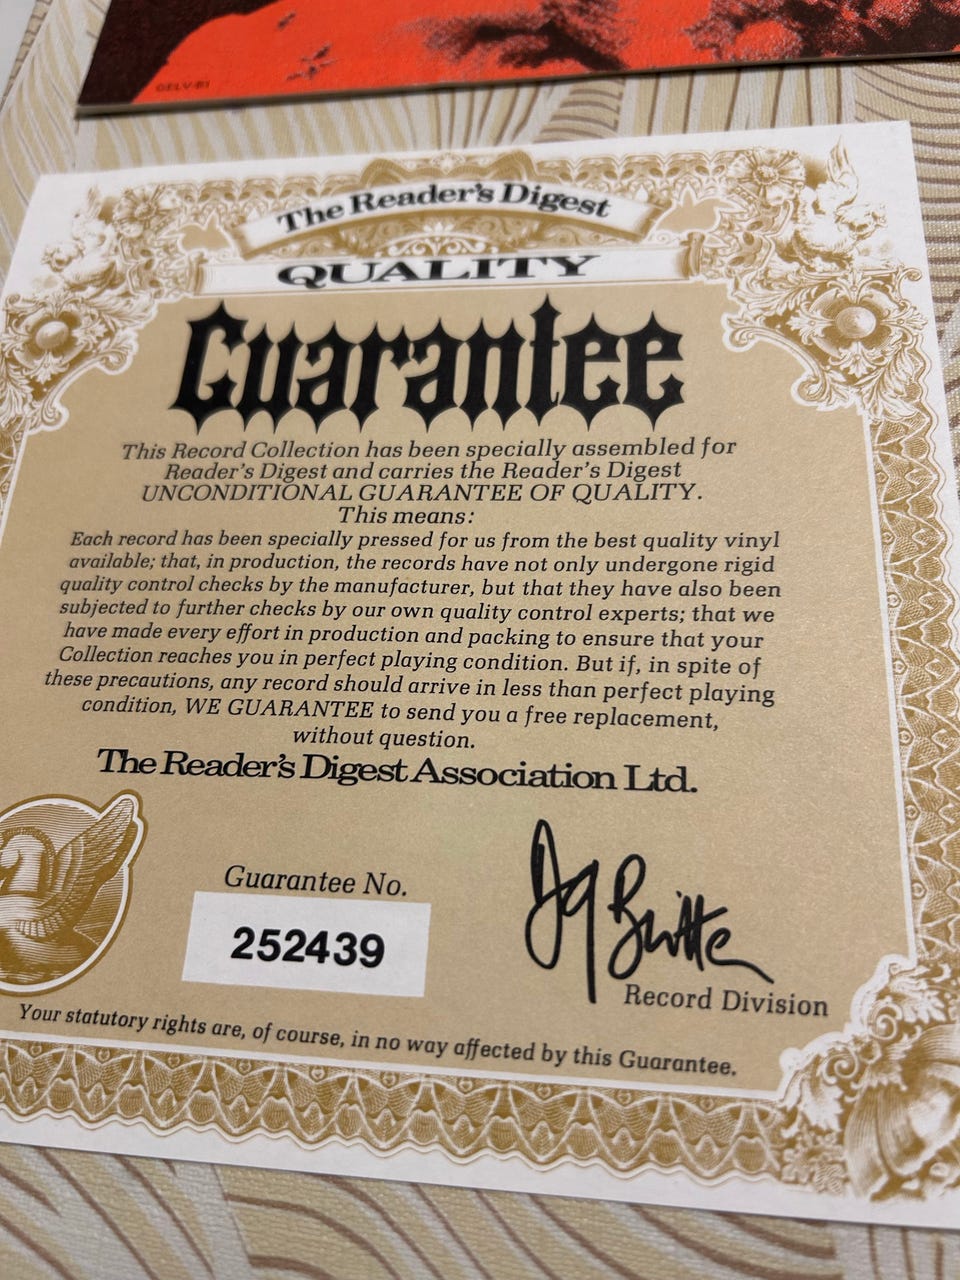 GELV-B1
The Reader's Digest
QUALITY
Guarantee
This Record Collection has been specially assembled for
Reader's Digest and carries the Reader's Digest
UNCONDITIONAL GUARANTEE OF QUALITY.
This means:
Each record has been specially pressed for us from the best quality vinyl
available; that, in production, the records have not only undergone rigid
quality control checks by the manufacturer, but that they have also been
subjected to further checks by our own quality control experts; that we
have made every effort in production and packing to ensure that your
Collection reaches you in perfect playing condition. But if, in spite of
these precautions, any record should arrive in less than perfect playing
condition, WE GUARANTEE to send you a free replacement,
without question.
The Reader's Digest Association Ltd.
Guarantee No.
252439
Record Division
Your statutory rights are, of course, in no way affected by this Guarantee.